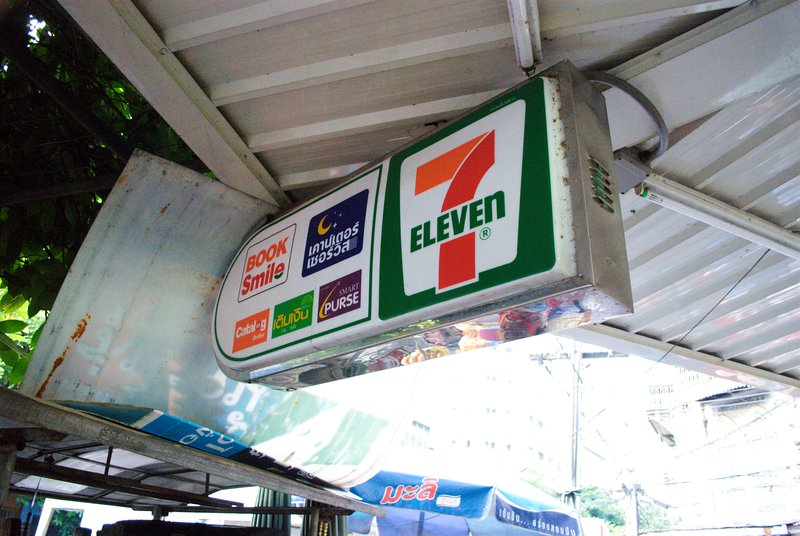 7
ELEVEn
®
BOOK
Smile
เคาน์เตอร์
เซอร์วิส
Catalog
Order
เติมเงิน
SMART
PURSE
มะลิ